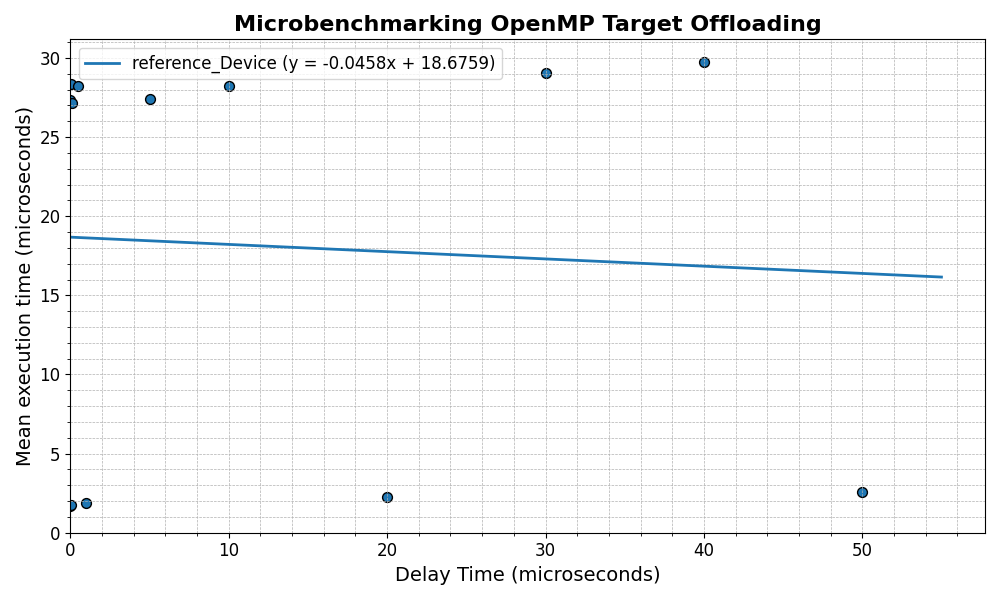 Microbenchmarking OpenMP Target Offloading
reference_Device (y = -0.0458x + 18.6759)
Mean execution time (microseconds)
30
25
20
15
10
5
0
0 10 20 30 40 50
Delay Time (microseconds)